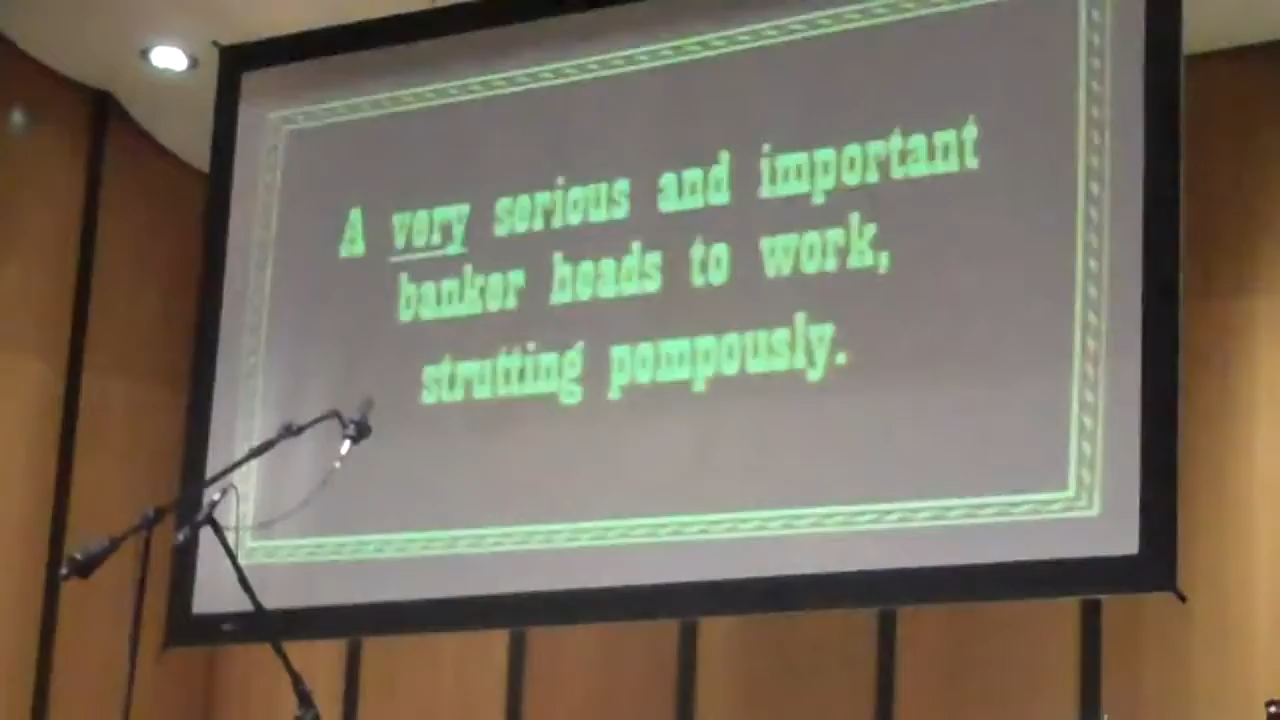 A very serious and important
banker heads to work,
strutting pompously.